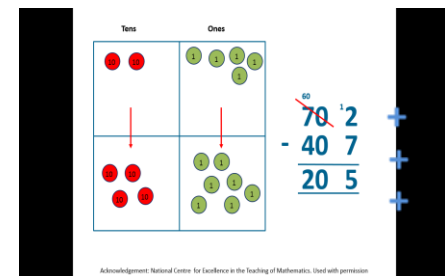 Tens Ones
10 10 1 1 1 1
1
60
70 12
- 40 7
20 5
10 10 1 1
10 10 1 1 1
1 1
Acknowledgement: National Centre for Excellence in the Teaching of Mathematics. Used with permission